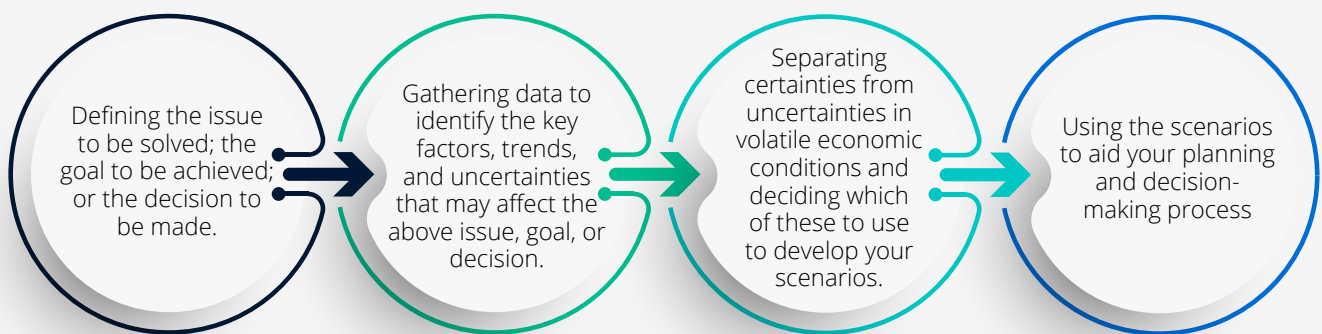 Defining the issue
to be solved; the
goal to be achieved;
or the decision to
be made.
Gathering data to
identify the key
factors, trends,
and uncertainties
that may affect the
above issue, goal, or
decision.
Separating
certainties from
uncertainties in
volatile economic
conditions and
deciding which
of these to use
to develop your
scenarios.
Using the scenarios
to aid your planning
and decision-
making process